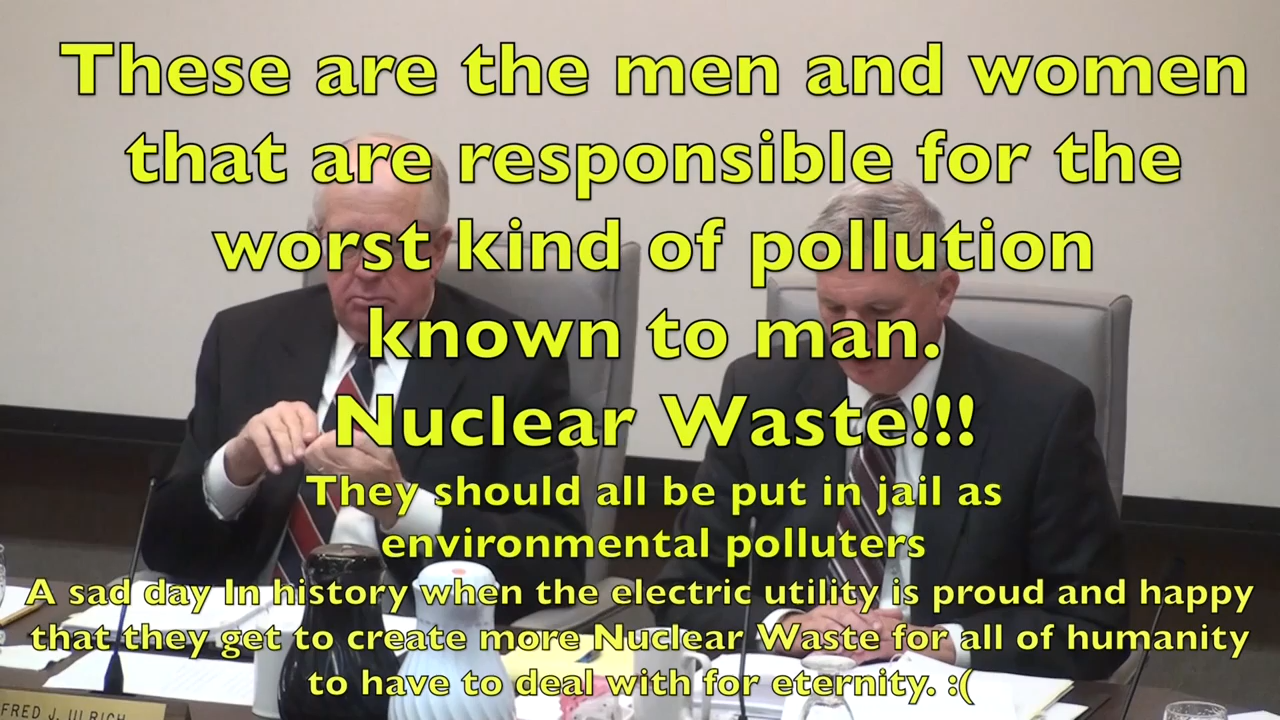 These are the men and women
that are responsible for the
worst kind of pollution
known to man.
Nuclear Waste!!!
They should all be put in jail as
environmental polluters
A sad day In history when the electric utility is proud and happy
that they get to create more Nuclear Waste for all of humanity
to have to deal with for eternity. :(
FRED J. ULRICH